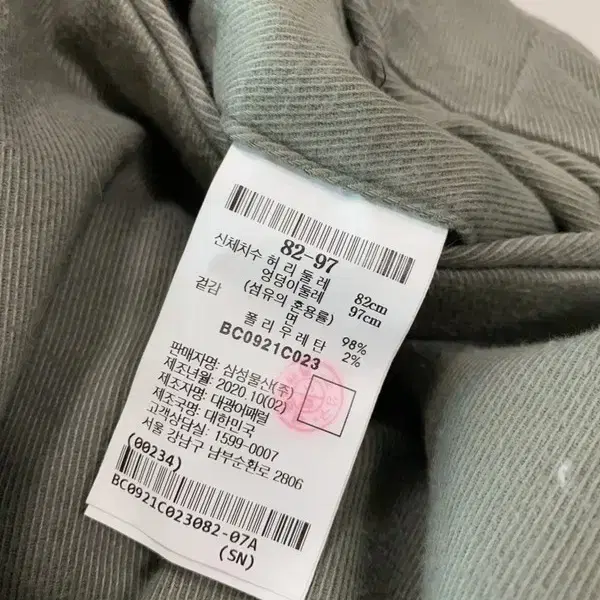 82-97
신체치수 허리둘레 82cm
엉덩이둘레 97cm
겉감 (섬유의 혼용률)
면 98%
폴리우레탄 2%
BC0921C023
판매자명: 삼성물산(주)
제조년월: 2020.10(02)
제조자명: 대광어패럴
제조국명: 대한민국
고객상담실: 1599-0007
서울 강남구 남부순환로 2806
(00234)
BC0921C023082-07A
(SN)